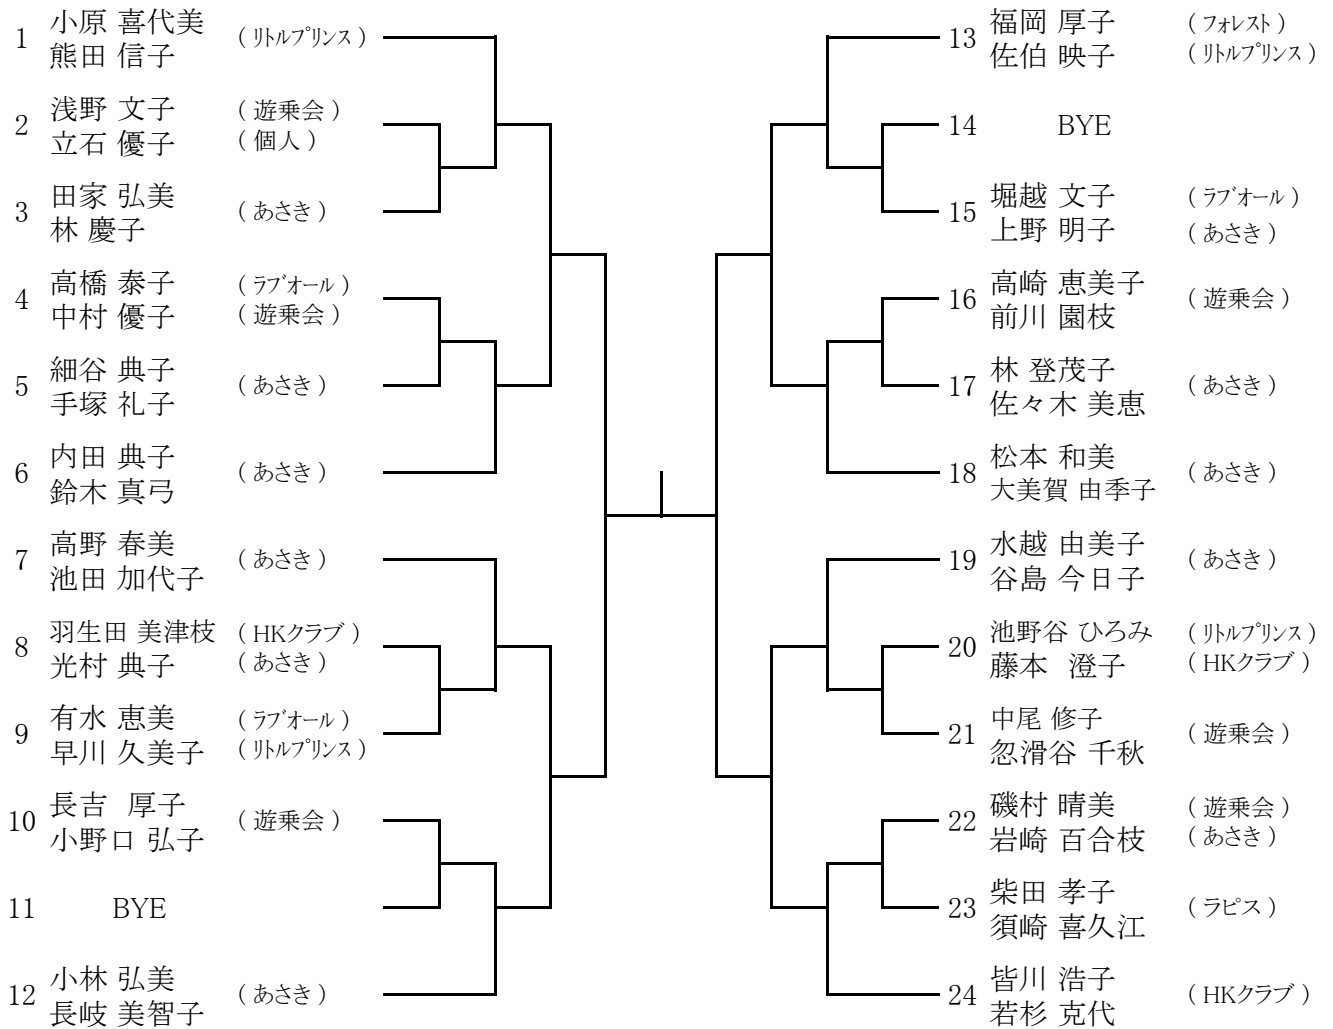 1 小原 喜代美 ( リトルプリンス )
熊田 信子
2 浅野 文子 ( 遊乗会 )
立石 優子 ( 個人 )
3 田家 弘美 ( あさき )
林 慶子
4 高橋 泰子 ( ラブオール )
中村 優子 ( 遊乗会 )
5 細谷 典子 ( あさき )
手塚 礼子
6 内田 典子 ( あさき )
鈴木 真弓
7 高野 春美 ( あさき )
池田 加代子
8 羽生田 美津枝 ( HKクラブ )
光村 典子 ( あさき )
9 有水 恵美 ( ラブオール )
早川 久美子 ( リトルプリンス )
10 長吉 厚子 ( 遊乗会 )
小野口 弘子
11 BYE
12 小林 弘美 ( あさき )
長岐 美智子
13 福岡 厚子 ( フォレスト )
佐伯 映子 ( リトルプリンス )
14 BYE
15 堀越 文子 ( ラブオール )
上野 明子 ( あさき )
16 高崎 恵美子 ( 遊乗会 )
前川 園枝
17 林 登茂子 ( あさき )
佐々木 美恵
18 松本 和美 ( あさき )
大美賀 由季子
19 水越 由美子 ( あさき )
谷島 今日子
20 池野谷 ひろみ ( リトルプリンス )
藤本 澄子 ( HKクラブ )
21 中尾 修子 ( 遊乗会 )
忍滑谷 千秋
22 磯村 晴美 ( 遊乗会 )
岩崎 百合枝 ( あさき )
23 柴田 孝子 ( ラピス )
須崎 喜久江
24 皆川 浩子 ( HKクラブ )
若杉 克代